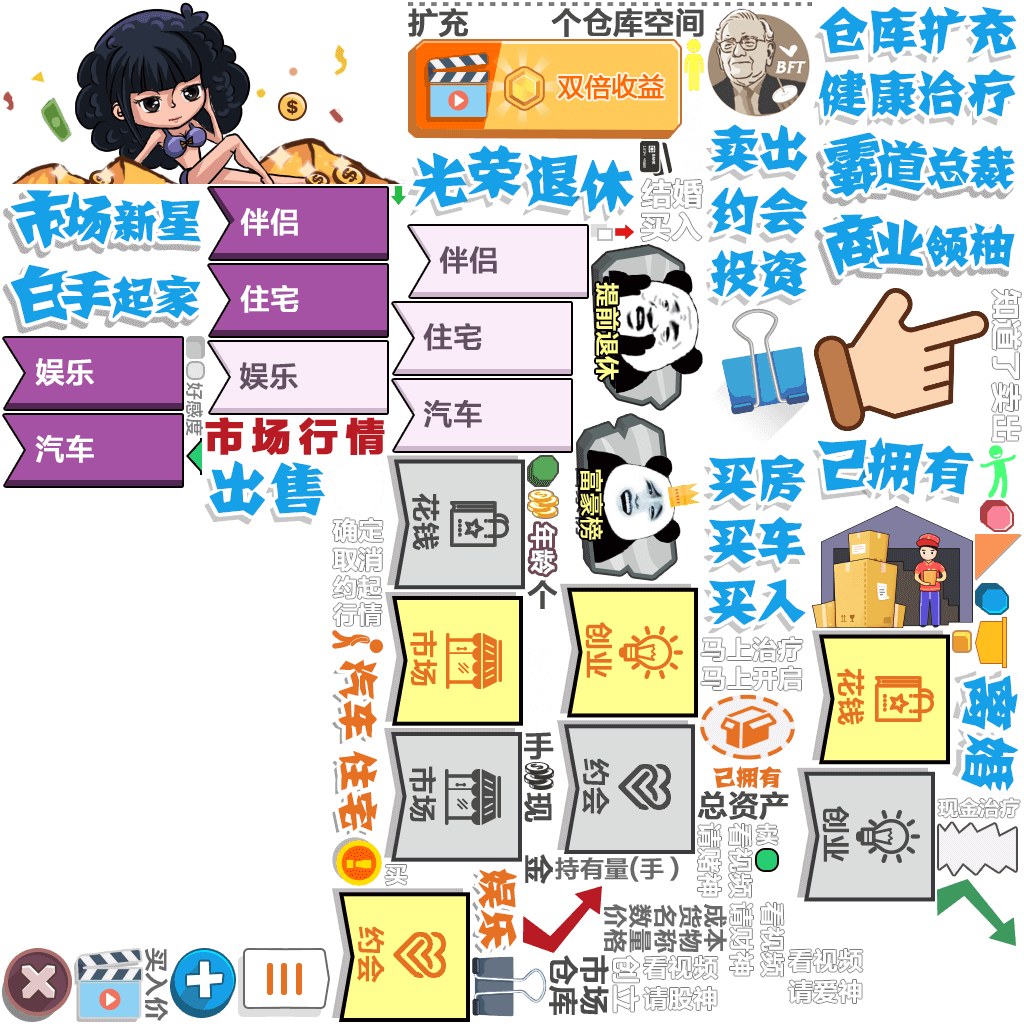 扩充
个仓库空间
双倍收益
BFT
仓库扩充
健康治疗
霸道总裁
商业领柚
卖出
约会
投资
光荣退休
结婚
买入
市场新星
白手起家
伴侣
住宅
娱乐
伴侣
住宅
汽车
娱乐
汽车
好感度
市场行情
出售
提前退休
富豪榜
知道了
卖出
已拥有
买房
买车
买入
花钱
年龄
个
确定
取消
约起
行情
汽车
住宅
市场
创业
马上治疗
马上开启
已拥有
总资产
花钱
离婚
市场
手
现
金
约会
持有量(手 )
创业
现金治疗
看视频
请赌神
买
娱乐
约会
成本
货物
名称
数量
价格
看视频
请财神
市场
仓库
创立
看视频
请股神
看视频
请爱神
买入价